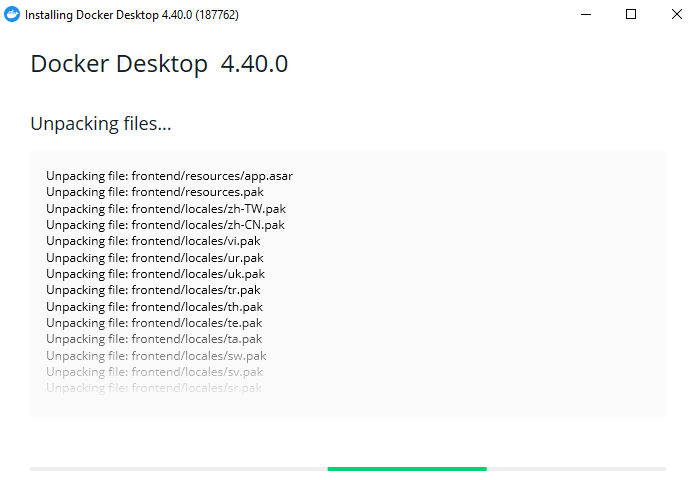 Installing Docker Desktop 4.40.0 (187762)
Docker Desktop 4.40.0
Unpacking files...
Unpacking file: frontend/resources/app.asar
Unpacking file: frontend/resources.pak
Unpacking file: frontend/locales/zh-TW.pak
Unpacking file: frontend/locales/zh-CN.pak
Unpacking file: frontend/locales/vi.pak
Unpacking file: frontend/locales/ur.pak
Unpacking file: frontend/locales/uk.pak
Unpacking file: frontend/locales/tr.pak
Unpacking file: frontend/locales/th.pak
Unpacking file: frontend/locales/te.pak
Unpacking file: frontend/locales/ta.pak
Unpacking file: frontend/locales/sw.pak
Unpacking file: frontend/locales/sv.pak
Unpacking file: frontend/locales/sr.pak